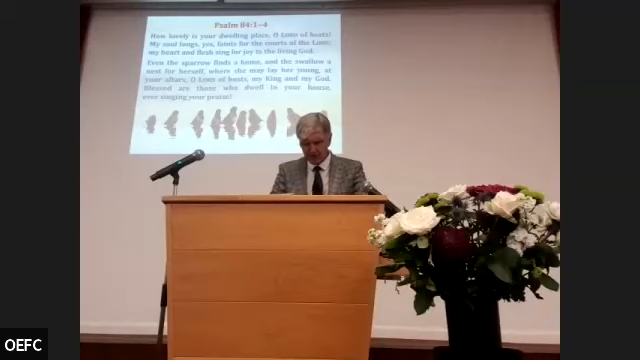 Psalm 84:1-4
How lovely is your dwelling place, O LORD of hosts!
My soul longs, yes, faints for the courts of the LORD;
my heart and flesh sing for joy to the living God.
Even the sparrow finds a home, and the swallow a
nest for herself, where she may lay her young, at
your altars, O LORD of hosts, my King and my God.
Blessed are those who dwell in your house,
ever singing your praise!
OEFC